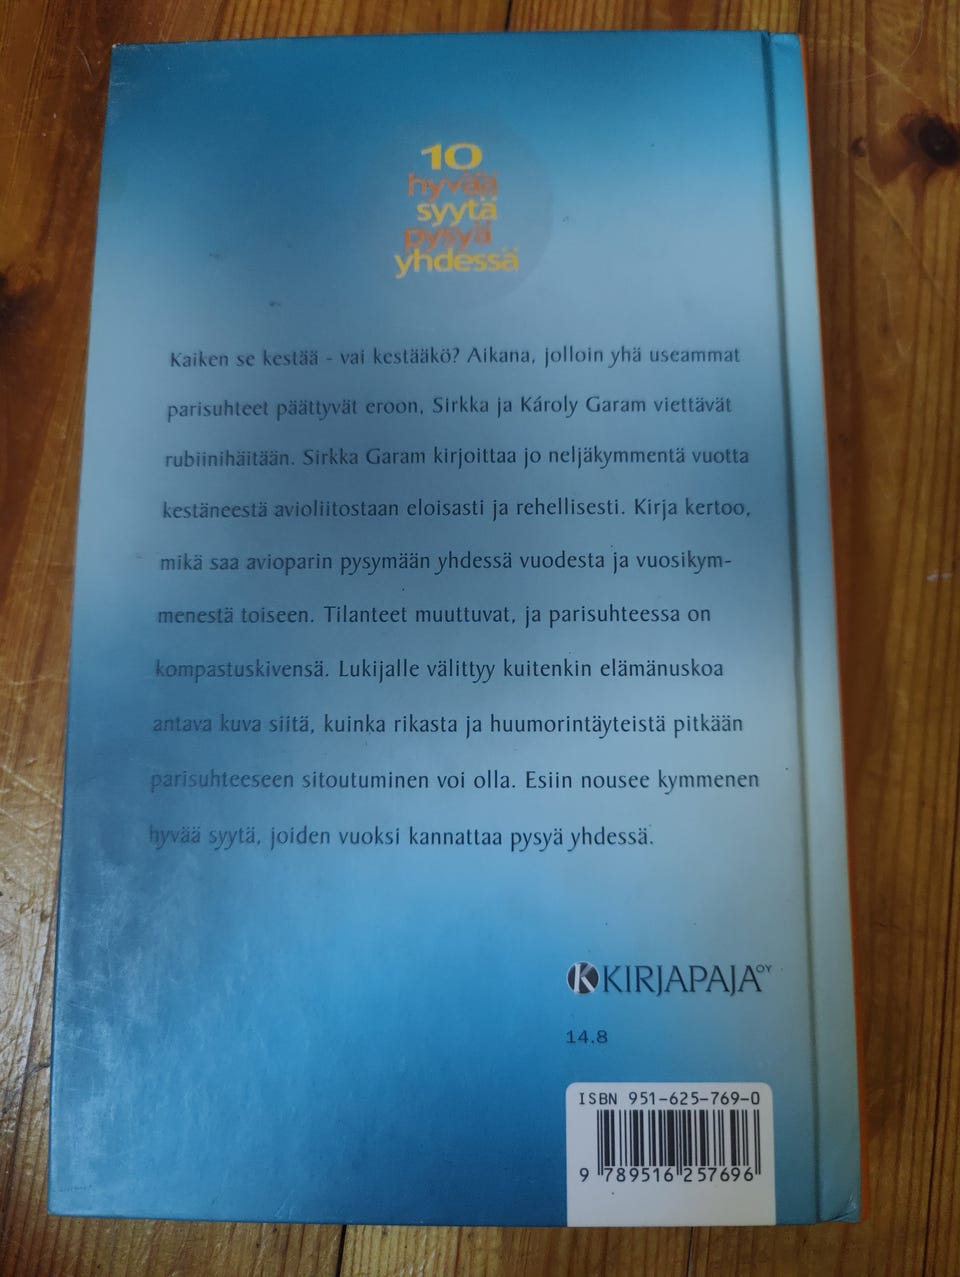 10
hyvää
syytä
pysyä
yhdessä
Kaiken se kestää - vai kestääkö? Aikana, jolloin yhä useammat
parisuhteet päättyvät eroon, Sirkka ja Károly Garam viettävät
rubiinihäitään. Sirkka Garam kirjoittaa jo neljäkymmentä vuotta
kestäneestä avioliitostaan eloisasti ja rehellisesti. Kirja kertoo,
mikä saa avioparin pysymään yhdessä vuodesta ja vuosikym-
menestä toiseen. Tilanteet muuttuvat, ja parisuhteessa on
kompastuskivensä. Lukijalle välittyy kuitenkin elämänuskoa
antava kuva siitä, kuinka rikasta ja huumorintäyteistä pitkään
parisuhteeseen sitoutuminen voi olla. Esiin nousee kymmenen
hyvää syytä, joiden vuoksi kannattaa pysyä yhdessä.
K KIRJAPAJA OY
14.8
ISBN 951-625-769-0
9 789516 257696